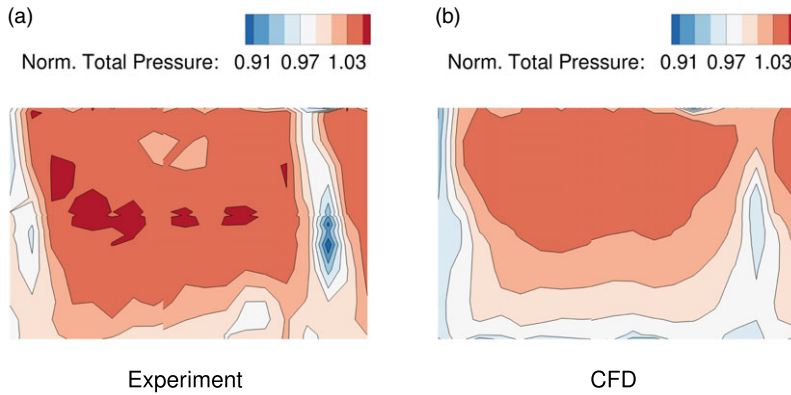 (a)
Norm. Total Pressure: 0.91 0.97 1.03
Experiment
(b)
Norm. Total Pressure: 0.91 0.97 1.03
CFD